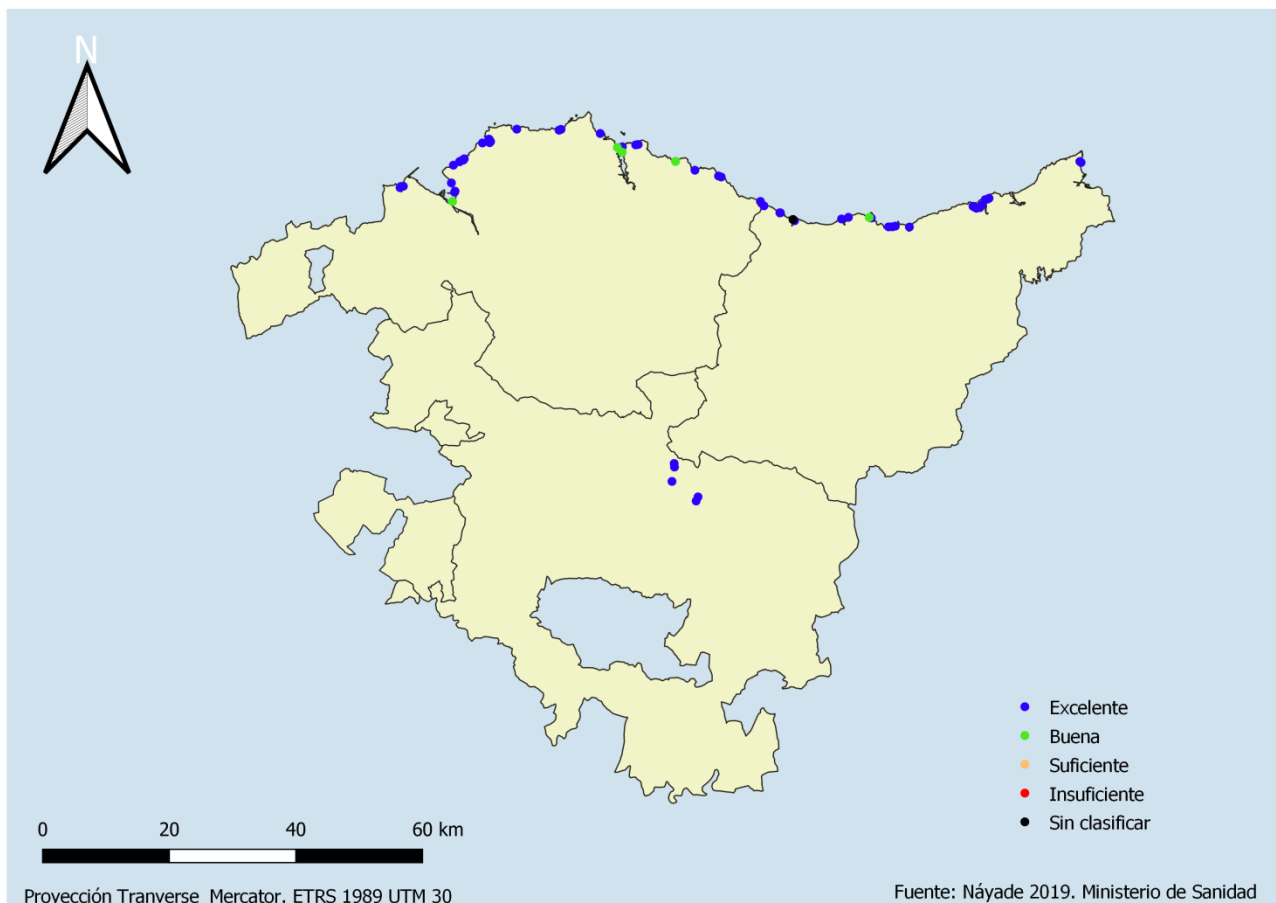 N
Excelente
Buena
Suficiente
Insuficiente
Sin clasificar
0 20 40 60 km
Proyección Tranverse Mercator. ETRS 1989 UTM 30
Fuente: Náyade 2019. Ministerio de Sanidad